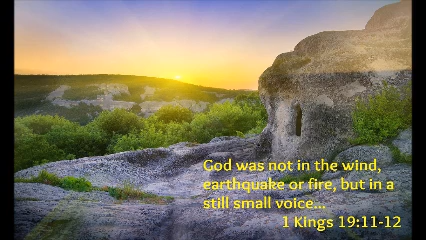 God was not in the wind,
earthquake or fire, but in a
still small voice...
1 Kings 19:11-12